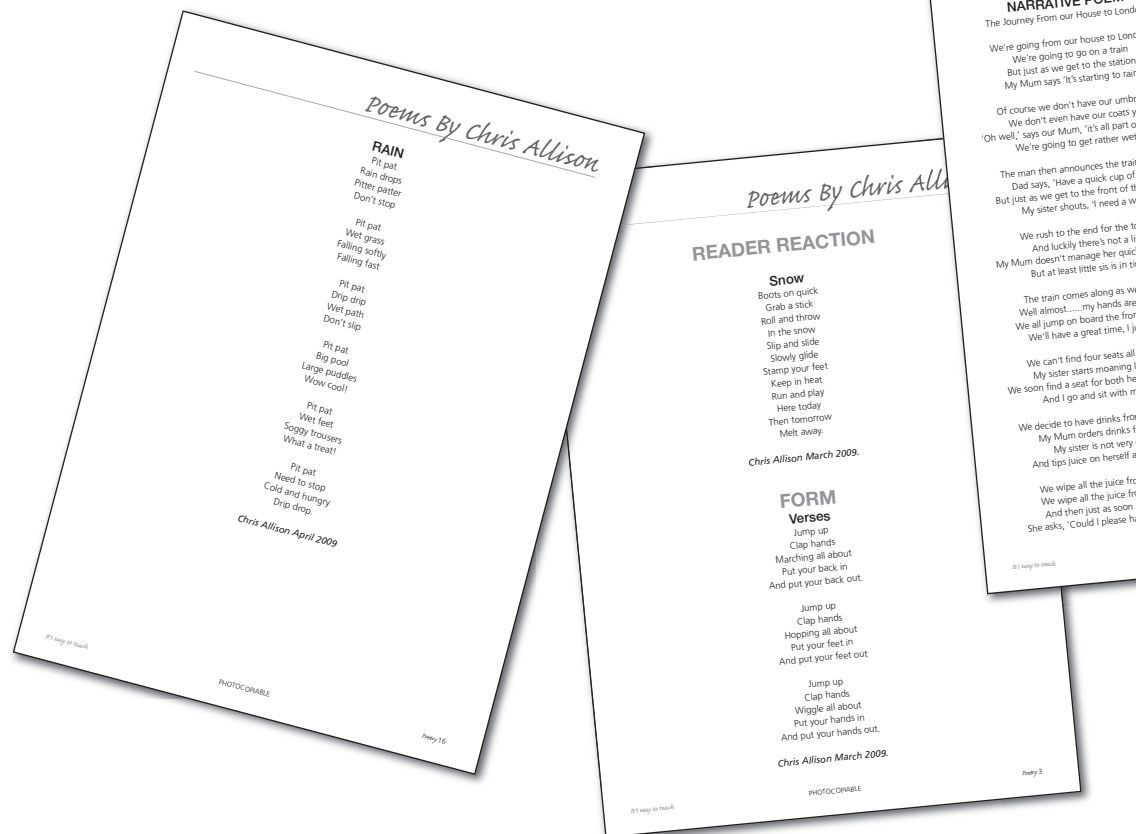 Poems By Chris Allison
RAIN
Pit pat
Rain drops
Pitter patter
Don't stop
Pit pat
Wet grass
Falling softly
Falling fast
Pit pat
Drip drip
Wet path
Don't slip
Pit pat
Big pool
Large puddles
Wow cool!
Pit pat
Wet feet
Soggy trousers
What a treat!
Pit pat
Need to stop
Cold and hungry
Drip drop.
Chris Allison April 2009
It's easy to teach
PHOTOCOPIABLE
Poetry 16
Poems By Chris
READER REACTION
Snow
Boots on quick
Grab a stick
Roll and throw
In the snow
Slip and slide
Slowly glide
Stamp your feet
Keep in heat
Run and play
Here today
Then tomorrow
Melt away.
Chris Allison March 2009.
FORM
Verses
Jump up
Clap hands
Marching all about
Put your back in
And put your back out.
Jump up
Clap hands
Hopping all about
Put your feet in
And put your feet out
Jump up
Clap hands
Wiggle all about
Put your hands in
And put your hands out.
Chris Allison March 2009.
It's easy to teach
PHOTOCOPIABLE
Poetry 3
NARRATIVE
The Journey From our House to
We're going from our house to
We're going to go on a train
But just as we get to the station
My Mum says 'It's starting to
Of course we don't have our
We don't even have our coats
'Oh well,' says our Mum, 'it's all part
We're going to get rather wet
The man then announces the
Dad says, 'Have a quick cup of
But just as we get to the front of
My sister shouts, 'I need a
We rush to the end for the
And luckily there's not a
My Mum doesn't manage her
But at least little sis is in
The train comes along as
Well almost......my hands are
We all jump on board the
We'll have a great time, I
We can't find four seats all
My sister starts moaning
We soon find a seat for both
And I go and sit with
We decide to have drinks
My Mum orders drinks
My sister is not very
And tips juice on herself
We wipe all the juice
We wipe all the juice
And then just as soon
She asks, 'Could I please
It's easy to teach